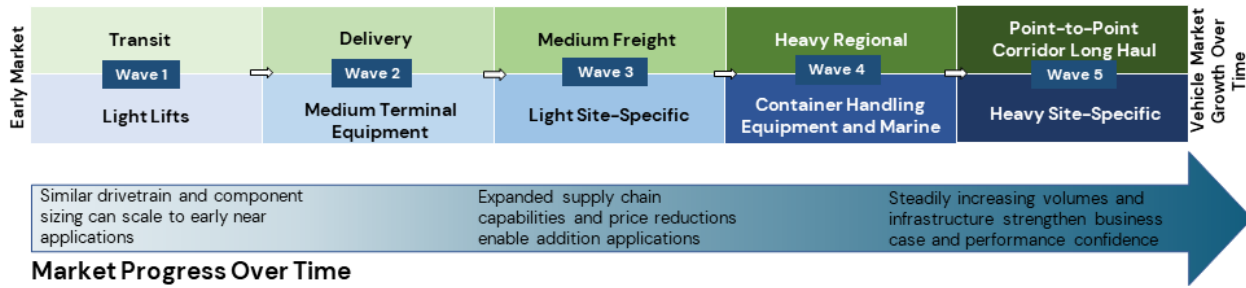 Early Market
Transit
Wave 1
Light Lifts
Delivery
Wave 2
Medium Terminal
Equipment
Medium Freight
Wave 3
Light Site-Specific
Heavy Regional
Wave 4
Container Handling
Equipment and Marine
Point-to-Point
Corridor Long Haul
Wave 5
Heavy Site-Specific
Vehicle Market
Growth Over
Time
Similar drivetrain and component
sizing can scale to early near
applications
Expanded supply chain
capabilities and price reductions
enable addition applications
Steadily increasing volumes and
infrastructure strengthen business
case and performance confidence
Market Progress Over Time